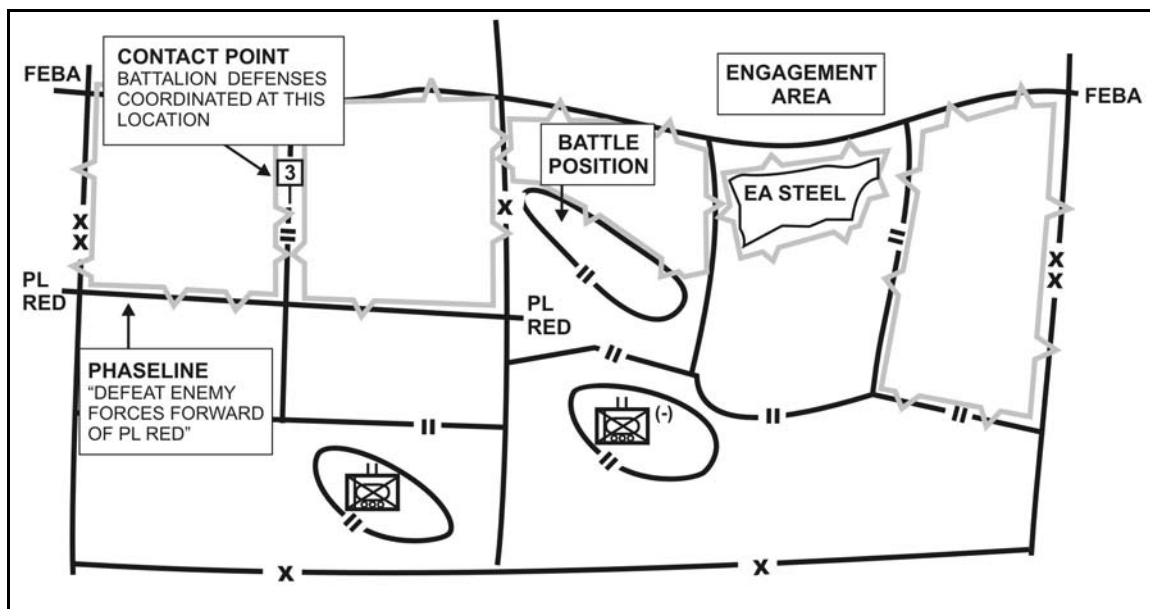 CONTACT POINT
BATTALION DEFENSES
COORDINATED AT THIS
LOCATION
FEBA
ENGAGEMENT
AREA
FEBA
BATTLE
POSITION
3
EA STEEL
X
X
X
X
X
II
II
II
PL
RED
PL
RED
PHASELINE
“DEFEAT ENEMY
FORCES FORWARD
OF PL RED”
II
II
II
II
(-)
II
II
II
II
II
X
X